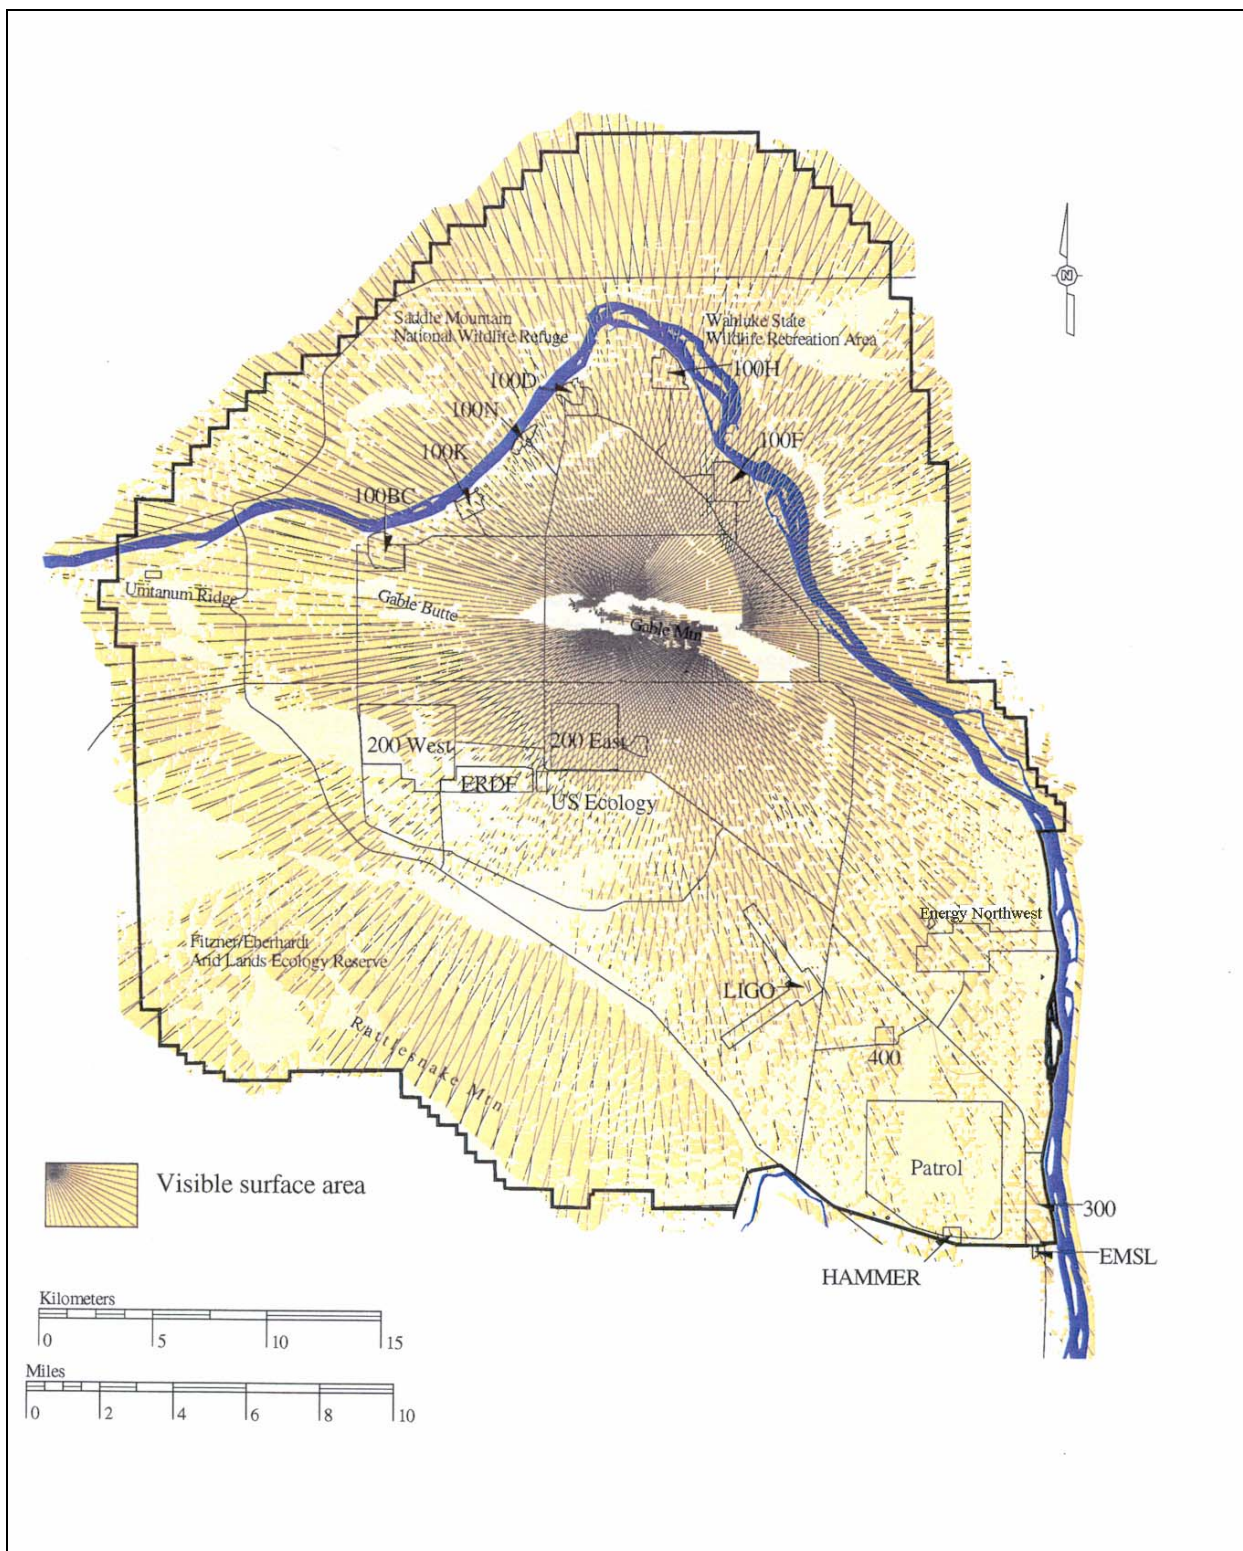 N
Saddle Mountain
National Wildlife Refuge
Wahluke State
Wildlife Recreation Area
100D
100H
100N
100F
100K
100BC
Umtanum Ridge
Gable Butte
Gable Mtn
200 West
200 East
ERDF
US Ecology
Energy Northwest
Fitzner/Eberhardt
Arid Lands Ecology Reserve
LIGO
400
Rattlesnake Mtn
Patrol
Visible surface area
300
EMSL
HAMMER
Kilometers
0 5 10 15
Miles
0 2 4 6 8 10